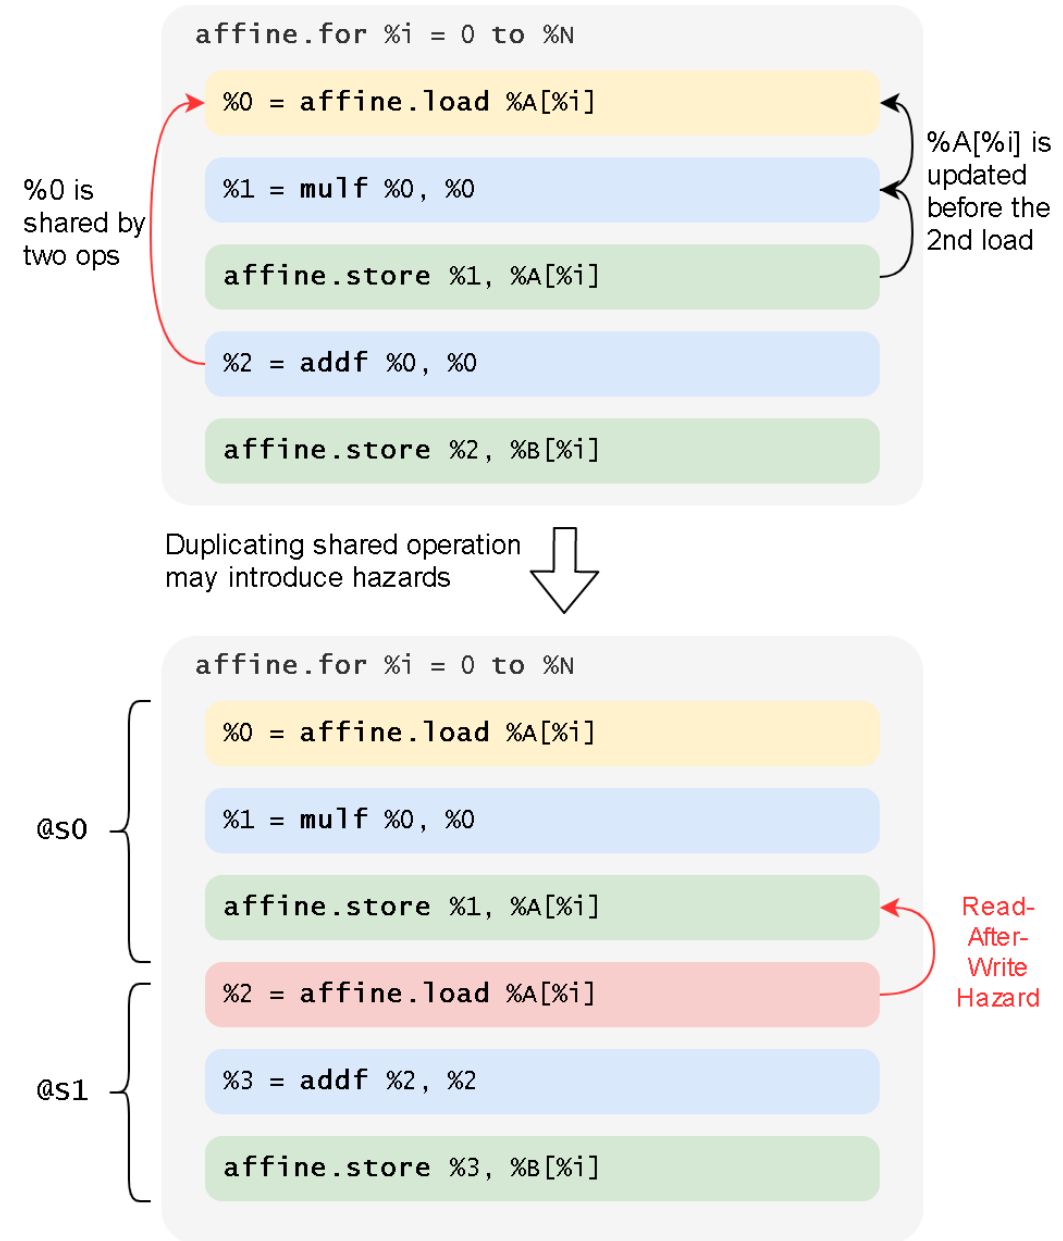 affine.for %i = 0 to %N
%0 = affine.load %A[%i]
%1 = mulf %0, %0
affine.store %1, %A[%i]
%2 = addf %0, %0
affine.store %2, %B[%i]
%0 is
shared by
two ops
%A[%i] is
updated
before the
2nd load
Duplicating shared operation
may introduce hazards
affine.for %i = 0 to %N
@s0
%0 = affine.load %A[%i]
%1 = mulf %0, %0
affine.store %1, %A[%i]
@s1
%2 = affine.load %A[%i]
%3 = addf %2, %2
affine.store %3, %B[%i]
Read-
After-
Write
Hazard